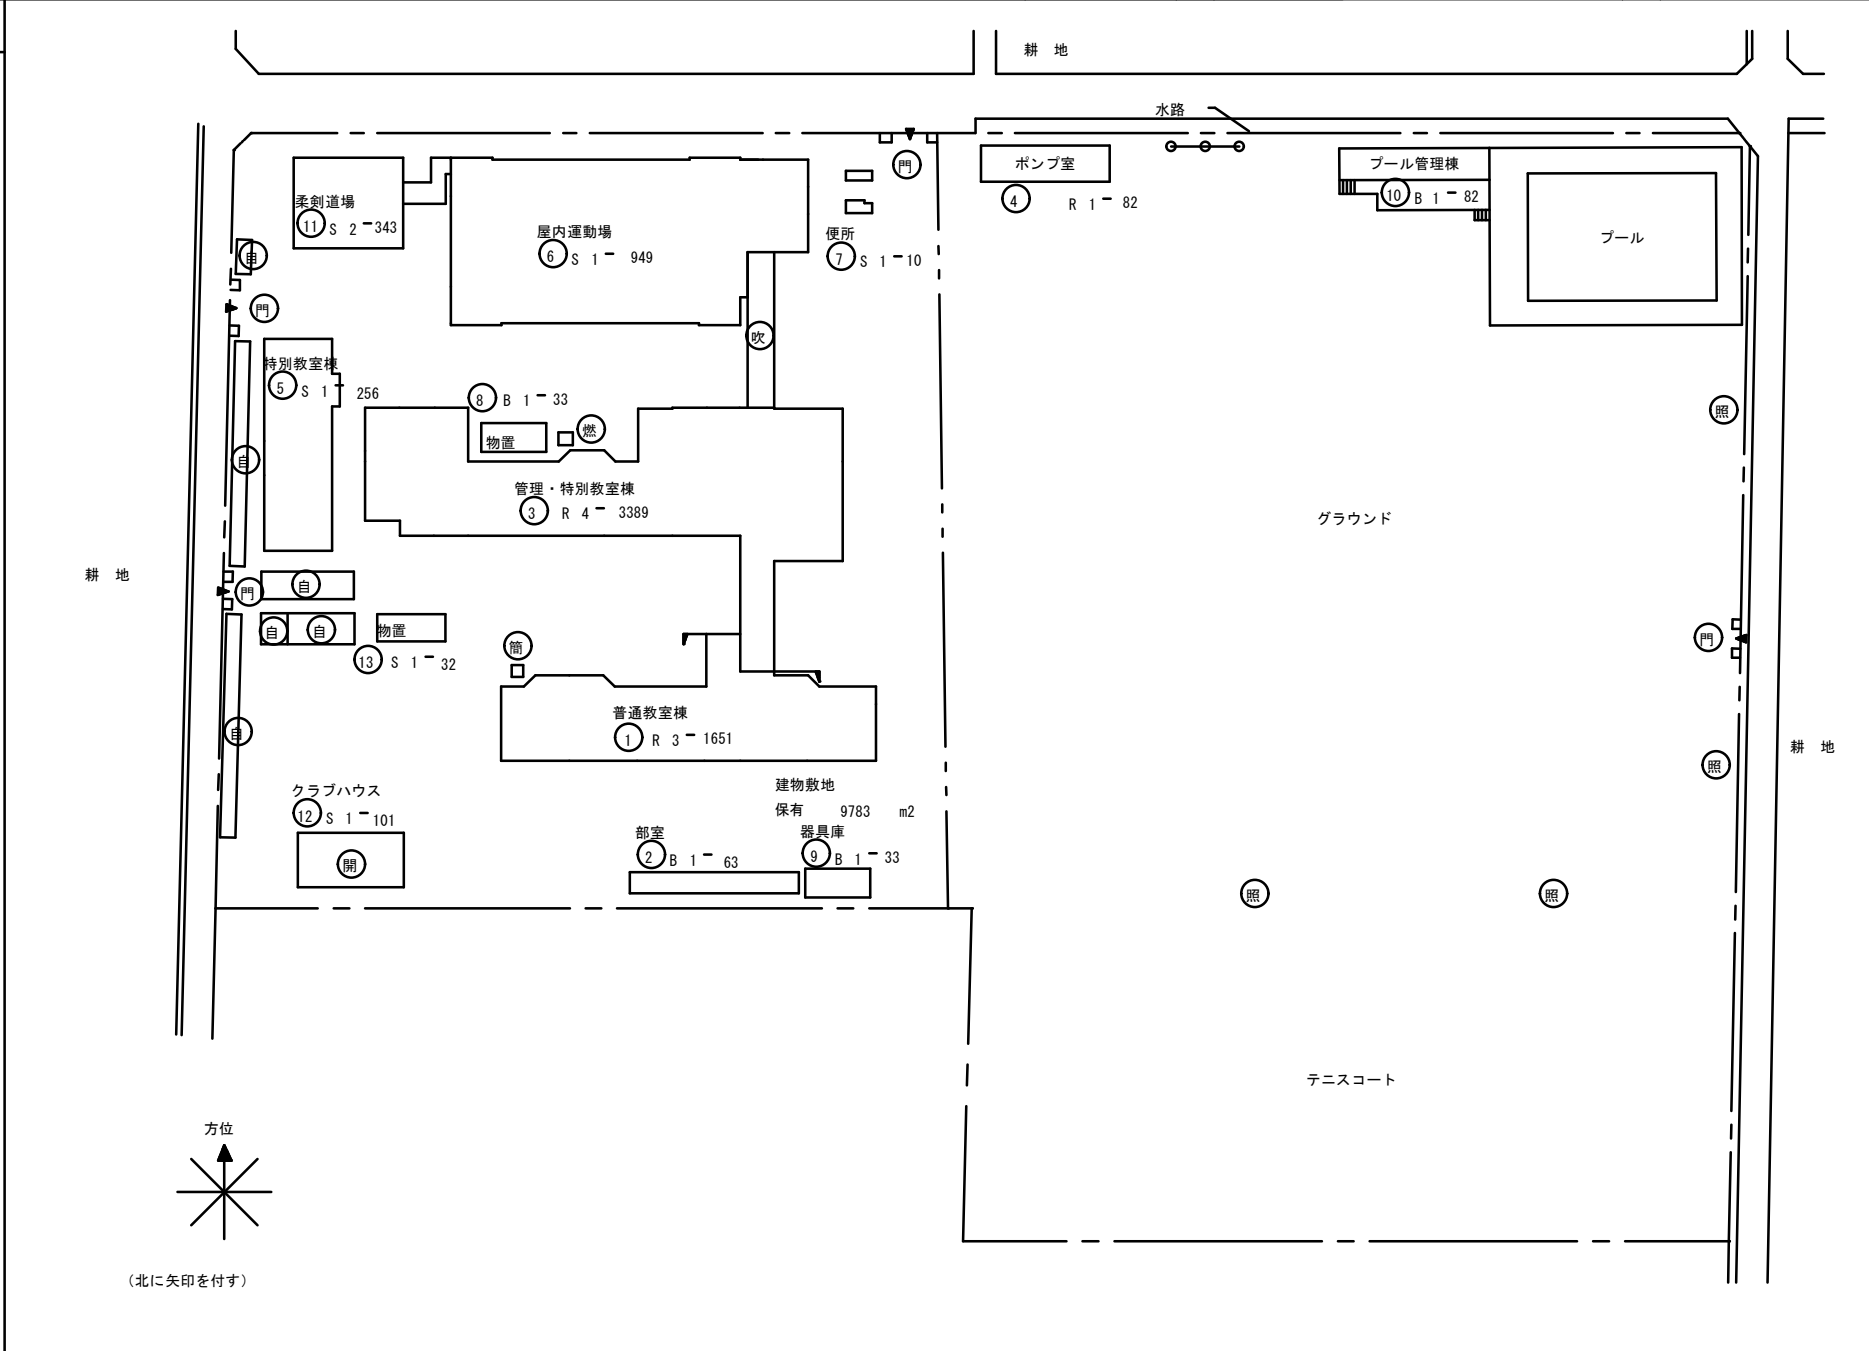 耕 地
水路
門
ポンプ室
④ R 1 - 82
プール管理棟
⑩ B 1 - 82
プール
柔剣道場
⑪ S 2 - 343
屋内運動場
⑥ S 1 - 949
便所
⑦ S 1 - 10
自
門
吹
特別教室棟
⑤ S 1 - 256
⑧ B 1 - 33
物置
燃
照
自
管理・特別教室棟
③ R 4 - 3389
グラウンド
耕 地
門
自
自
自
物置
⑬ S 1 - 32
簡
門
普通教室棟
① R 3 - 1651
自
照
耕 地
建物敷地
保有 9783 m2
クラブハウス
⑫ S 1 - 101
開
部室
② B 1 - 63
器具庫
⑨ B 1 - 33
照
照
テニスコート
方位
(北に矢印を付す)